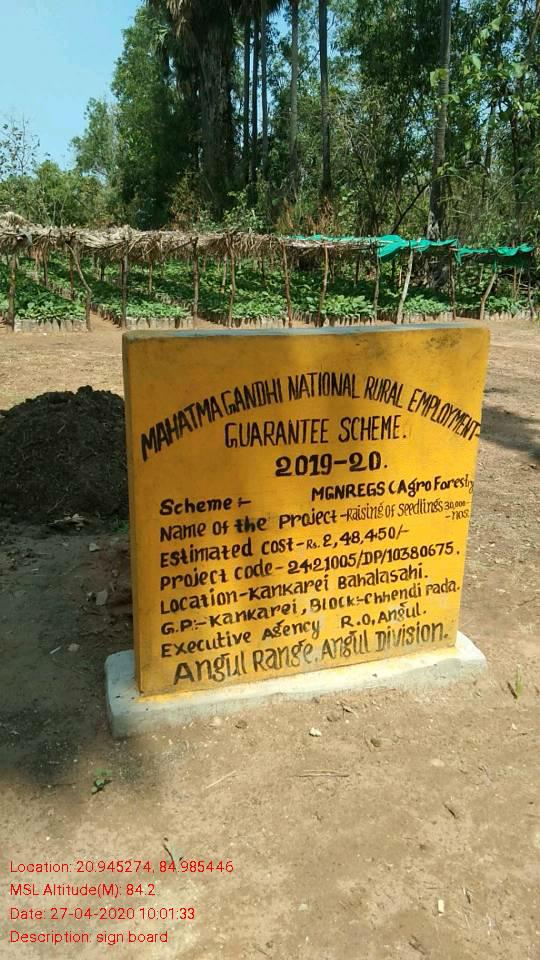 MAHATMA GANDHI NATIONAL RURAL EMPLOYMENT
GUARANTEE SCHEME.
2019-20.
Scheme :- MGNREGS (Agro Forestry
Name of the Project-Raising of Seedlings 30,000-
nos.
Estimated Cost-Rs. 2,48,450/-
Project Code-2421005/DP/10380675.
Location-Kankarei Bahalasahi.
G.P:-Kankarei, Block:-Chhendi pada.
Executive Agency R.O, Angul.
Angul Range, Angul Division.
Location: 20.945274, 84.985446
MSL Altitude(M): 84.2
Date: 27-04-2020 10:01:33
Description: sign board